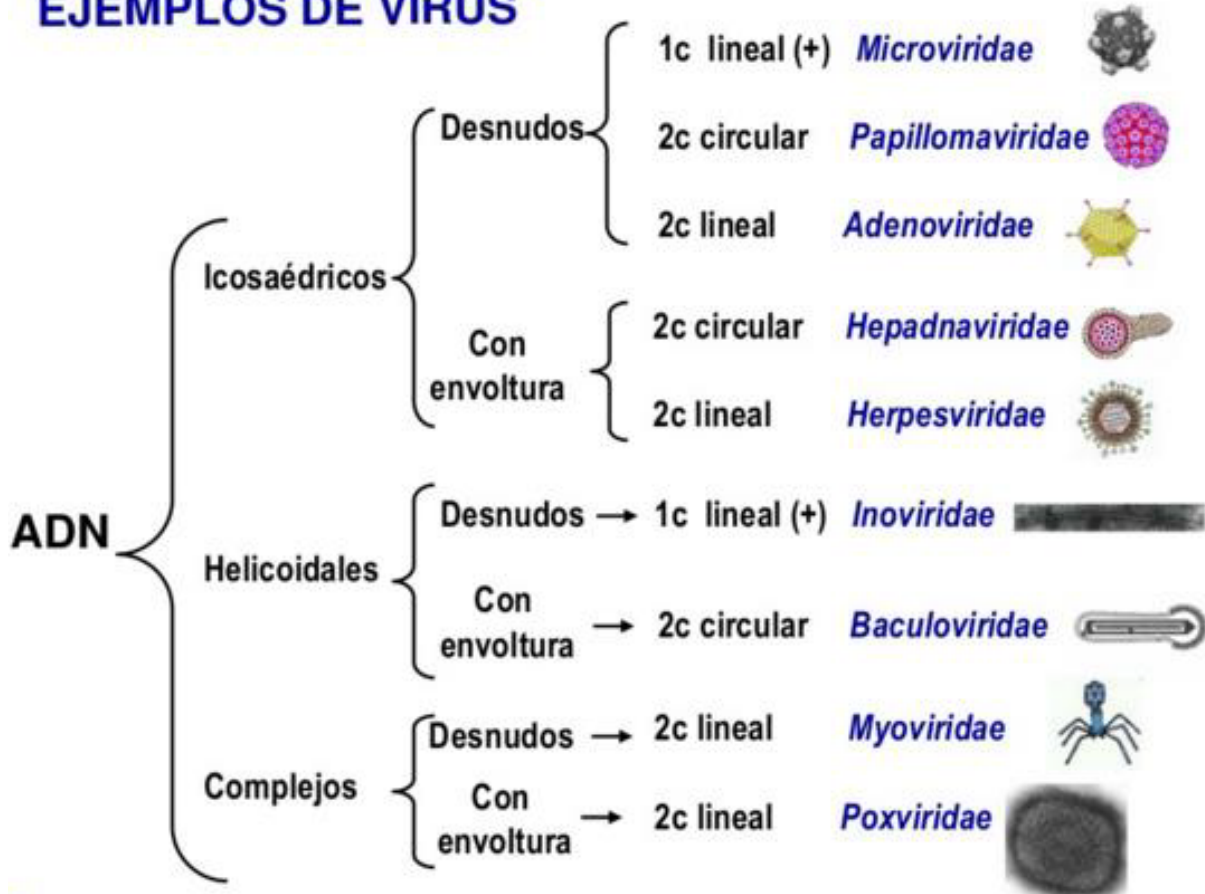 EJEMPLOS DE VIRUS
1c lineal (+) Microviridae
Desnudos
2c circular Papillomaviridae
2c lineal Adenoviridae
Icosaédricos
2c circular Hepadnaviridae
Con
envoltura
2c lineal Herpesviridae
ADN
Desnudos → 1c lineal (+) Inoviridae
Helicoidales
Con
envoltura → 2c circular Baculoviridae
Desnudos → 2c lineal Myoviridae
Complejos
Con
envoltura → 2c lineal Poxviridae